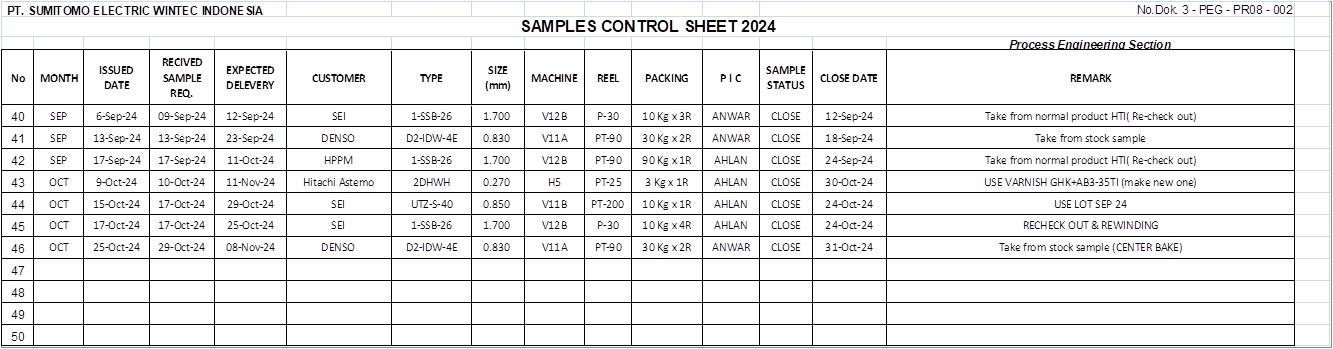 PT. SUMITOMO ELECTRIC WINTEC INDONESIA No.Dok. 3 - PEG - PR08 - 002
SAMPLES CONTROL SHEET 2024
Process Engineering Section
No MONTH ISSUED DATE RECIVED SAMPLE REQ. EXPECTED DELEVERY CUSTOMER TYPE SIZE (mm) MACHINE REEL PACKING P I C SAMPLE STATUS CLOSE DATE REMARK
40 SEP 6-Sep-24 09-Sep-24 12-Sep-24 SEI 1-SSB-26 1.700 V12B P-30 10 Kg x 3R ANWAR CLOSE 12-Sep-24 Take from normal product HTI( Re-check out)
41 SEP 13-Sep-24 13-Sep-24 23-Sep-24 DENSO D2-IDW-4E 0.830 V11A PT-90 30 Kg x 2R ANWAR CLOSE 18-Sep-24 Take from stock sample
42 SEP 17-Sep-24 17-Sep-24 11-Oct-24 HPPM 1-SSB-26 1.700 V12B PT-90 90 Kg x 1R AHLAN CLOSE 24-Sep-24 Take from normal product HTI( Re-check out)
43 OCT 9-Oct-24 10-Oct-24 11-Nov-24 Hitachi Astemo 2DHWH 0.270 H5 PT-25 3 Kg x 1R AHLAN CLOSE 30-Oct-24 USE VARNISH GHK+AB3-35TI (make new one)
44 OCT 15-Oct-24 17-Oct-24 29-Oct-24 SEI UTZ-S-40 0.850 V11B PT-200 10 Kg x 1R AHLAN CLOSE 24-Oct-24 USE LOT SEP 24
45 OCT 17-Oct-24 17-Oct-24 25-Oct-24 SEI 1-SSB-26 1.700 V12B P-30 10 Kg x 4R AHLAN CLOSE 24-Oct-24 RECHECK OUT & REWINDING
46 OCT 25-Oct-24 29-Oct-24 08-Nov-24 DENSO D2-IDW-4E 0.830 V11A PT-90 30 Kg x 2R ANWAR CLOSE 31-Oct-24 Take from stock sample (CENTER BAKE)
47
48
49
50